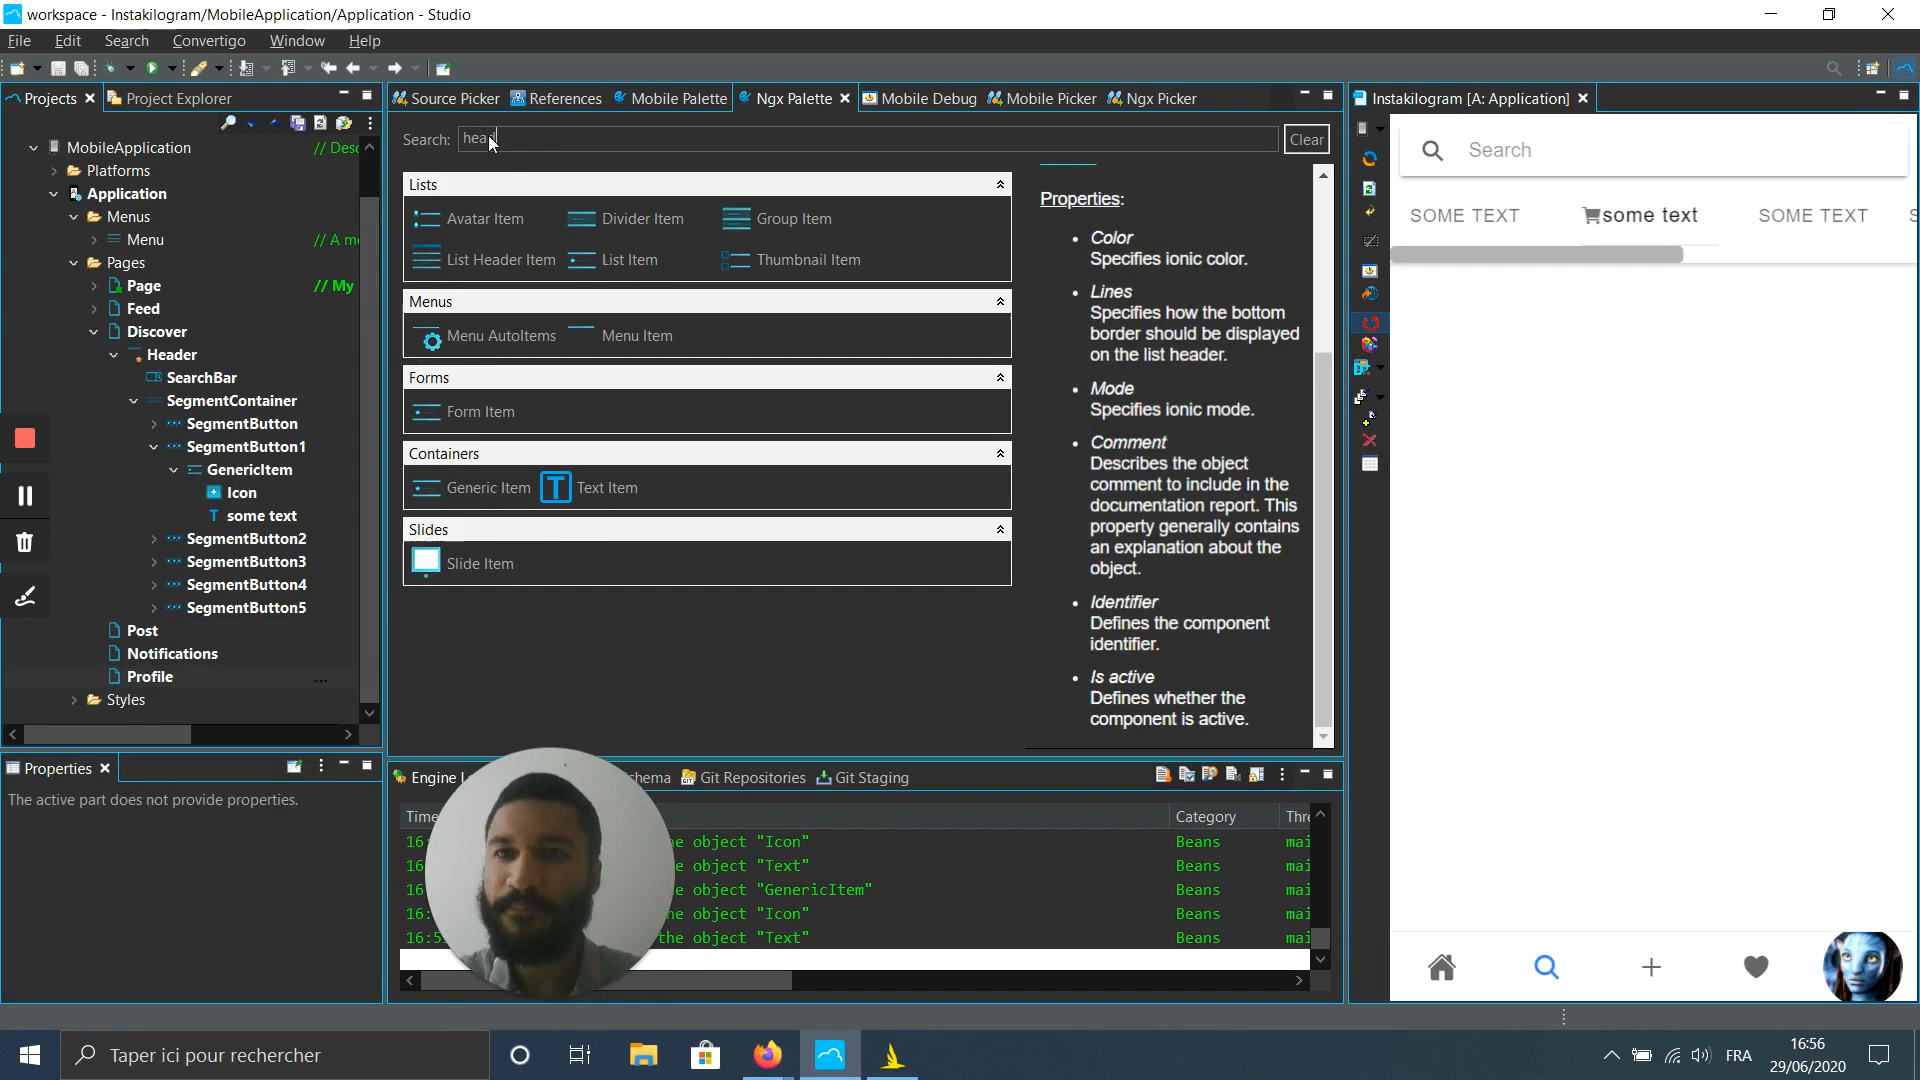 workspace - Instakilogram/MobileApplication/Application - Studio
File Edit Search Convertigo Window Help
Projects Project Explorer
Source Picker References Mobile Palette Ngx Palette Mobile Debug Mobile Picker Ngx Picker
Instakilogram [A: Application]
MobileApplication // Desc
Platforms
Application
Menus
Menu // A m
Pages
Page // My
Feed
Discover
Header
SearchBar
SegmentContainer
SegmentButton
SegmentButton1
GenericItem
Icon
some text
SegmentButton2
SegmentButton3
SegmentButton4
SegmentButton5
Post
Notifications
Profile ...
Styles
Search: head Clear
Lists
Avatar Item Divider Item Group Item
List Header Item List Item Thumbnail Item
Menus
Menu AutoItems Menu Item
Forms
Form Item
Containers
Generic Item Text Item
Slides
Slide Item
Properties:
Color
Specifies ionic color.
Lines
Specifies how the bottom
border should be displayed
on the list header.
Mode
Specifies ionic mode.
Comment
Describes the object
comment to include in the
documentation report. This
property generally contains
an explanation about the
object.
Identifier
Defines the component
identifier.
Is active
Defines whether the
component is active.
Search
SOME TEXT some text SOME TEXT S
Properties
The active part does not provide properties.
Engine Git Repositories Git Staging
Time Category
object "Icon" Beans mai
object "Text" Beans mai
object "GenericItem" Beans mai
object "Icon" Beans mai
the object "Text" Beans mai
Taper ici pour rechercher
FRA
16:56
29/06/2020